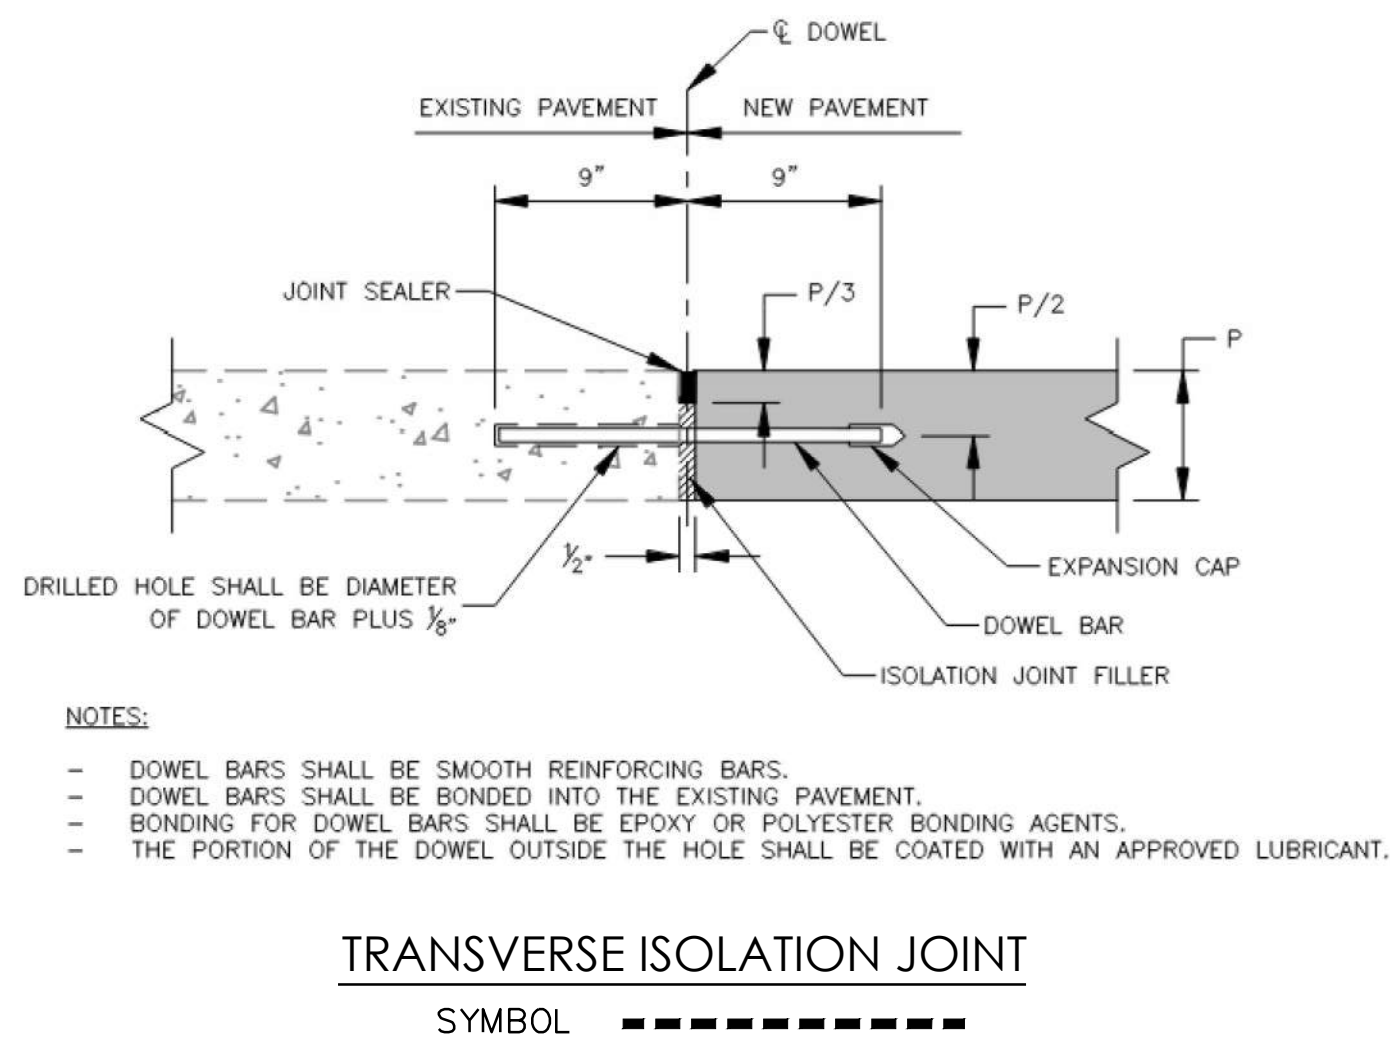 ℄ DOWEL
EXISTING PAVEMENT
NEW PAVEMENT
9"
9"
JOINT SEALER
P/3
P/2
P
1/2"
EXPANSION CAP
DRILLED HOLE SHALL BE DIAMETER
OF DOWEL BAR PLUS 1/8"
DOWEL BAR
ISOLATION JOINT FILLER
NOTES:
- DOWEL BARS SHALL BE SMOOTH REINFORCING BARS.
- DOWEL BARS SHALL BE BONDED INTO THE EXISTING PAVEMENT.
- BONDING FOR DOWEL BARS SHALL BE EPOXY OR POLYESTER BONDING AGENTS.
- THE PORTION OF THE DOWEL OUTSIDE THE HOLE SHALL BE COATED WITH AN APPROVED LUBRICANT.
TRANSVERSE ISOLATION JOINT
SYMBOL